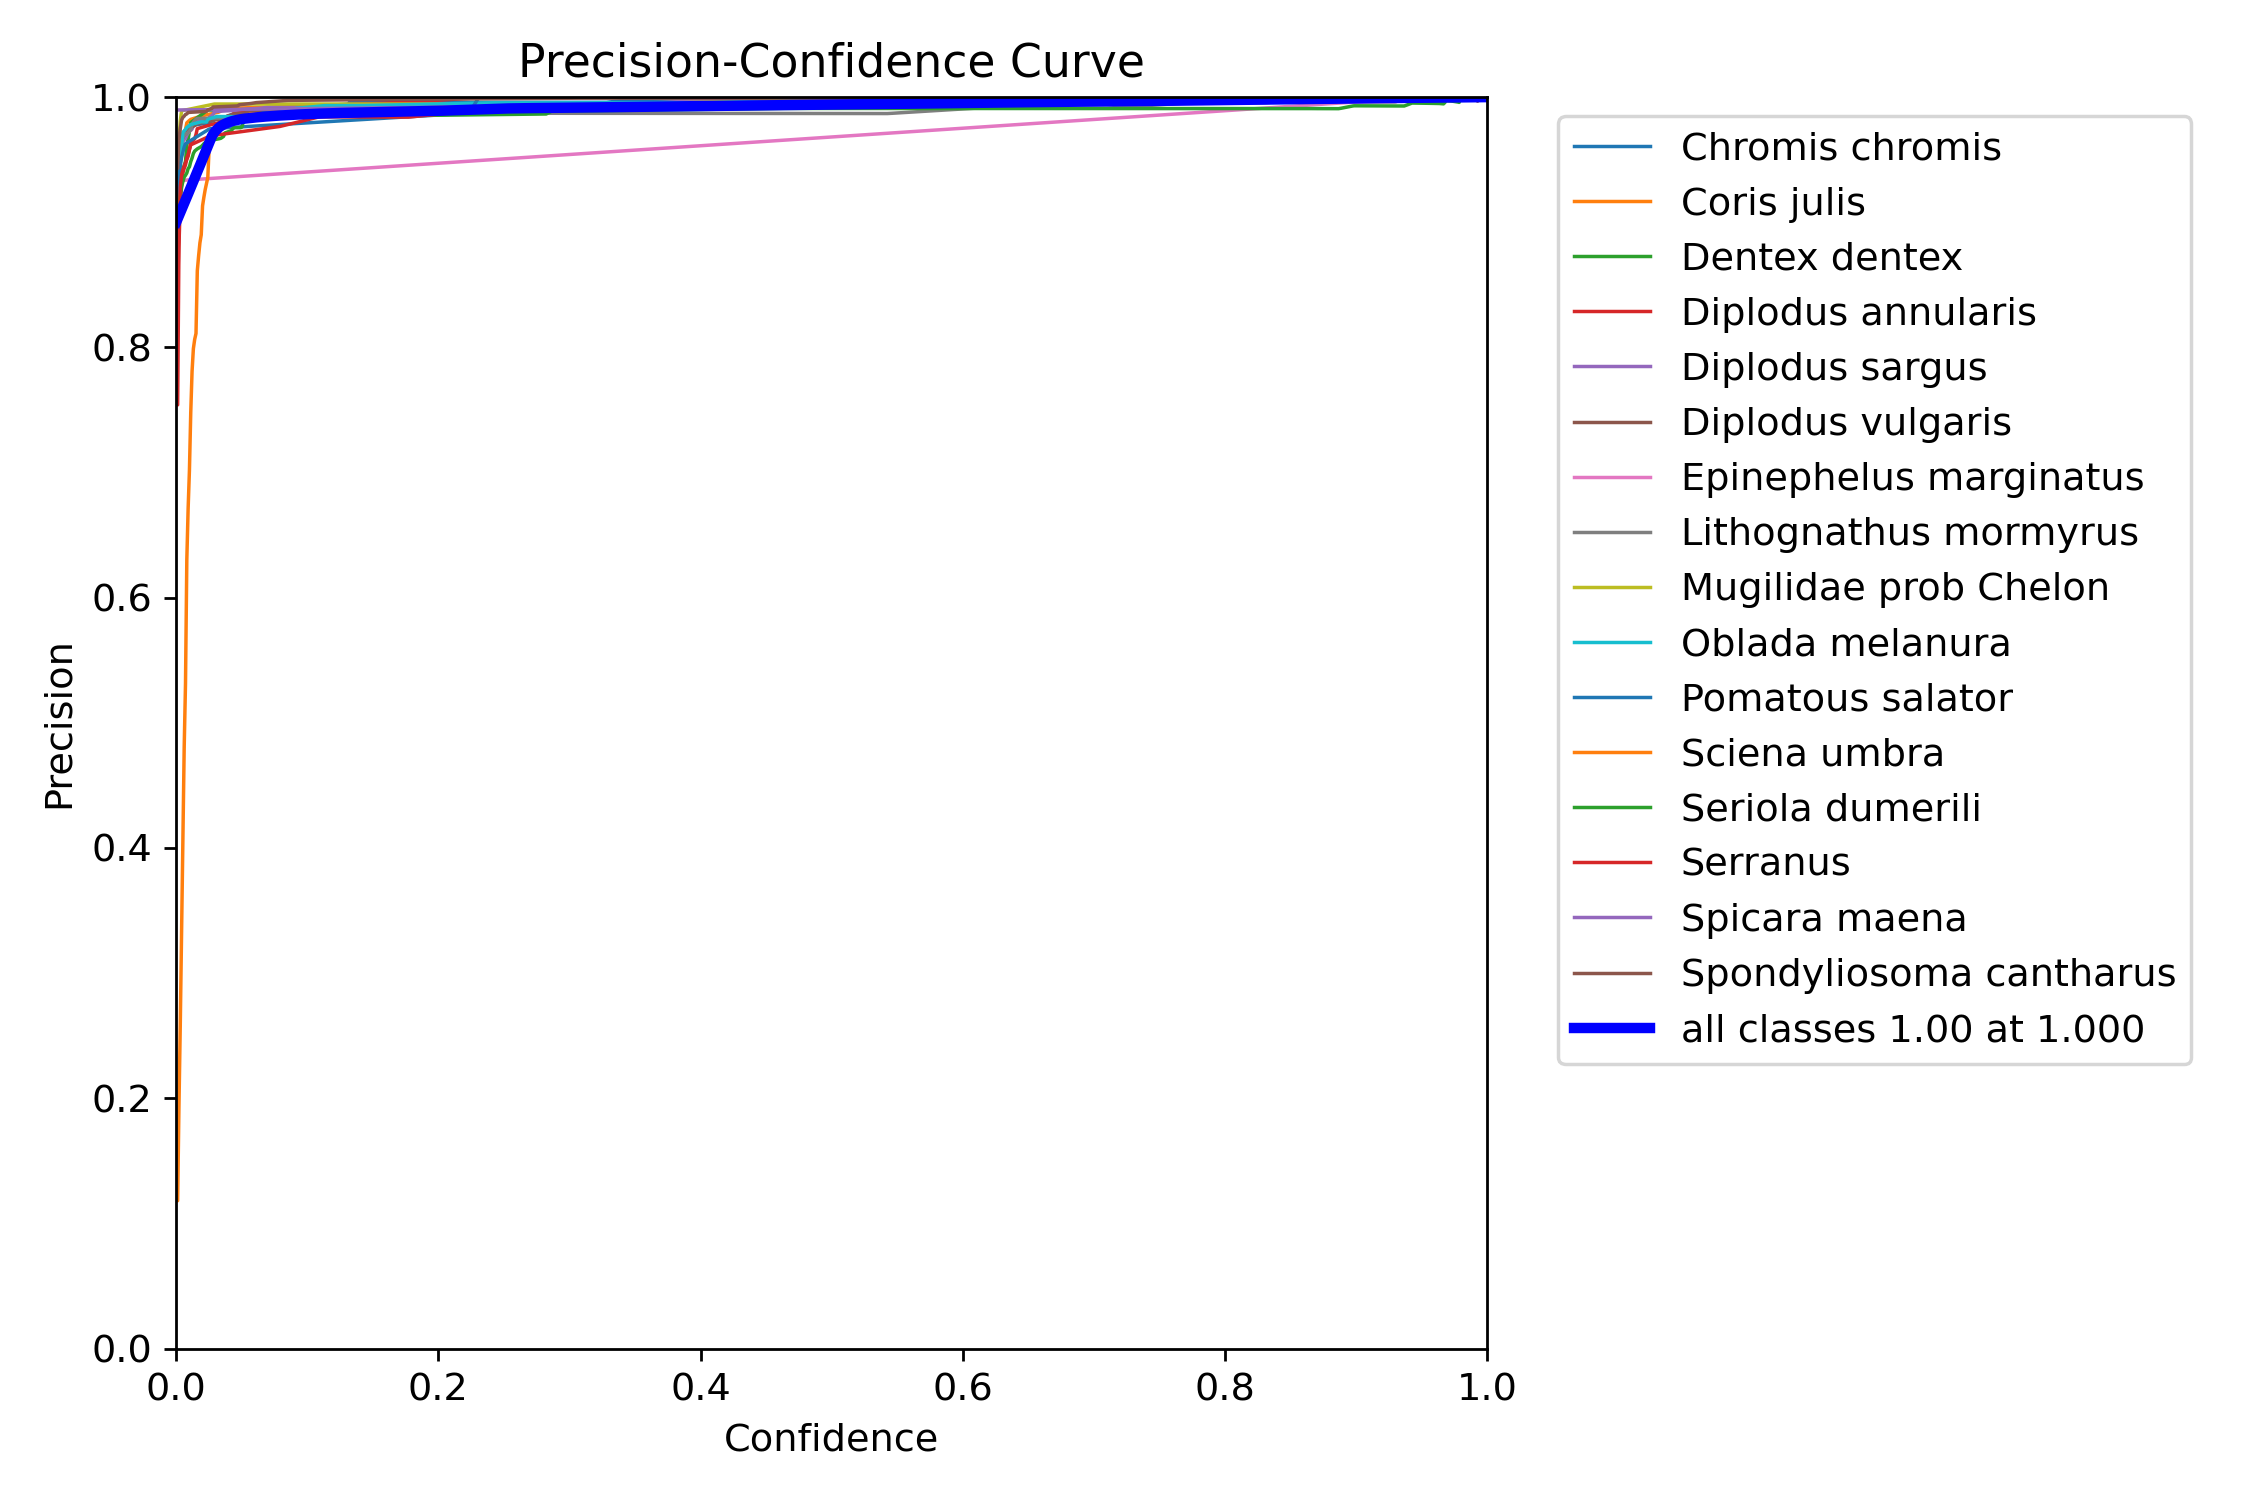 Precision-Confidence Curve
1.0
0.8
0.6
0.4
0.2
0.0
Precision
0.0 0.2 0.4 0.6 0.8 1.0
Confidence
Chromis chromis
Coris julis
Dentex dentex
Diplodus annularis
Diplodus sargus
Diplodus vulgaris
Epinephelus marginatus
Lithognathus mormyrus
Mugilidae prob Chelon
Oblada melanura
Pomatous salator
Sciena umbra
Seriola dumerili
Serranus
Spicara maena
Spondyliosoma cantharus
all classes 1.00 at 1.000